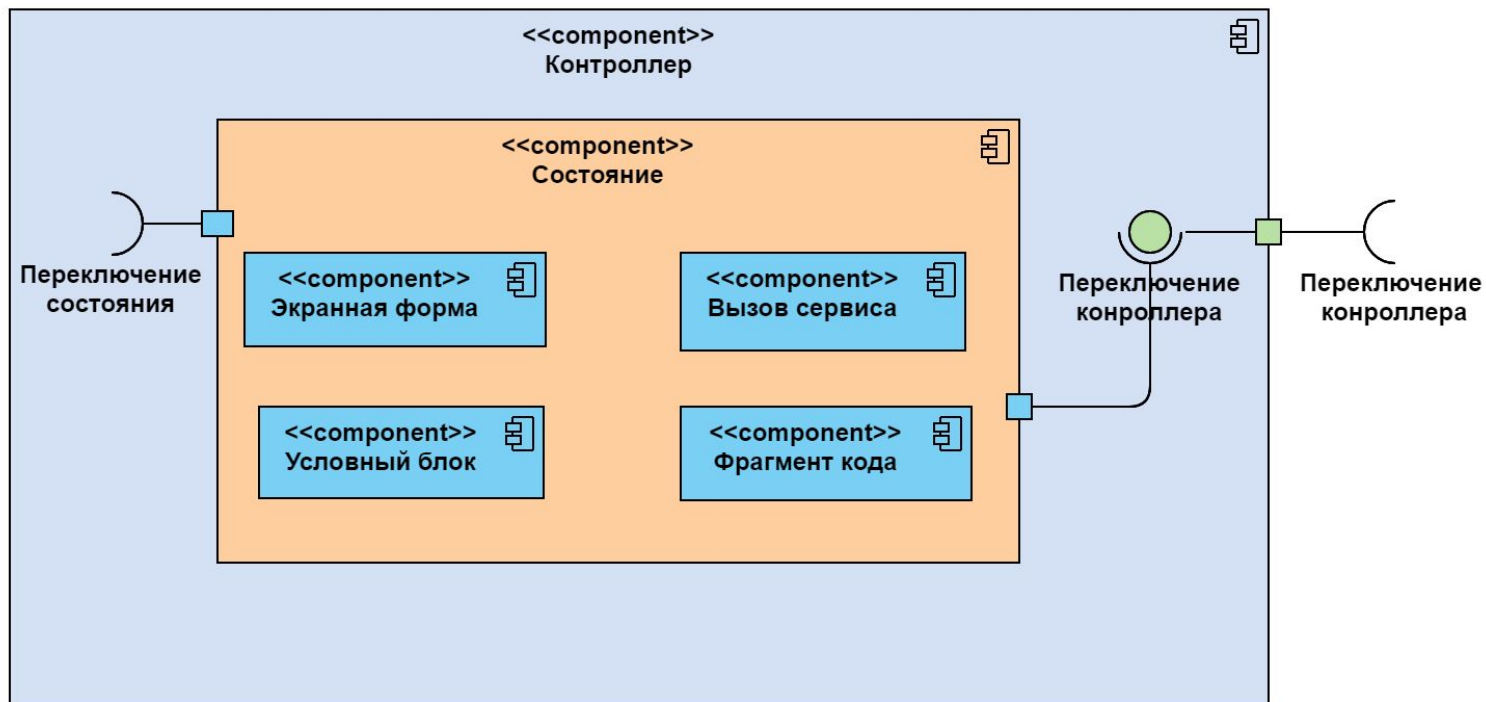 <<component>>
Контроллер
<<component>>
Состояние
Переключение
состояния
<<component>>
Экранная форма
<<component>>
Вызов сервиса
<<component>>
Условный блок
<<component>>
Фрагмент кода
Переключение
конроллера
Переключение
конроллера